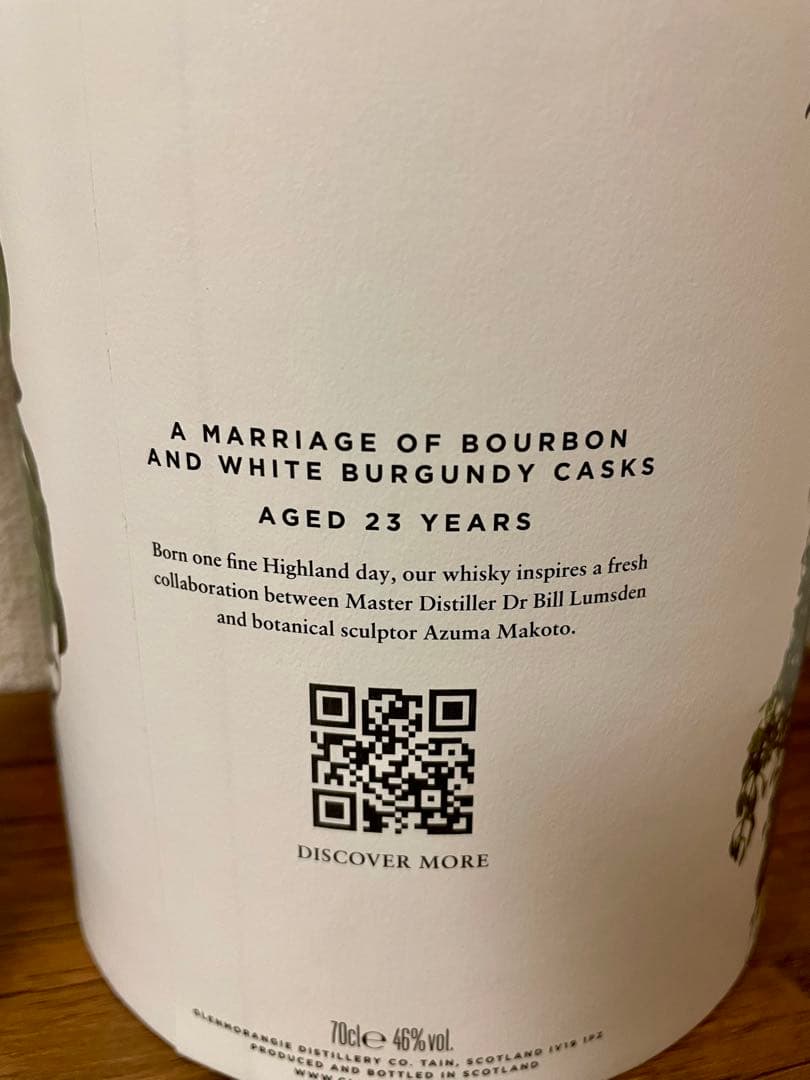 A MARRIAGE OF BOURBON
AND WHITE BURGUNDY CASKS
AGED 23 YEARS
Born one fine Highland day, our whisky inspires a fresh
collaboration between Master Distiller Dr Bill Lumsden
and botanical sculptor Azuma Makoto.
DISCOVER MORE
70cl℮ 46%vol.
GLENMORANGIE DISTILLERY CO. TAIN, SCOTLAND IV19 1PZ
PRODUCED AND BOTTLED IN SCOTLAND